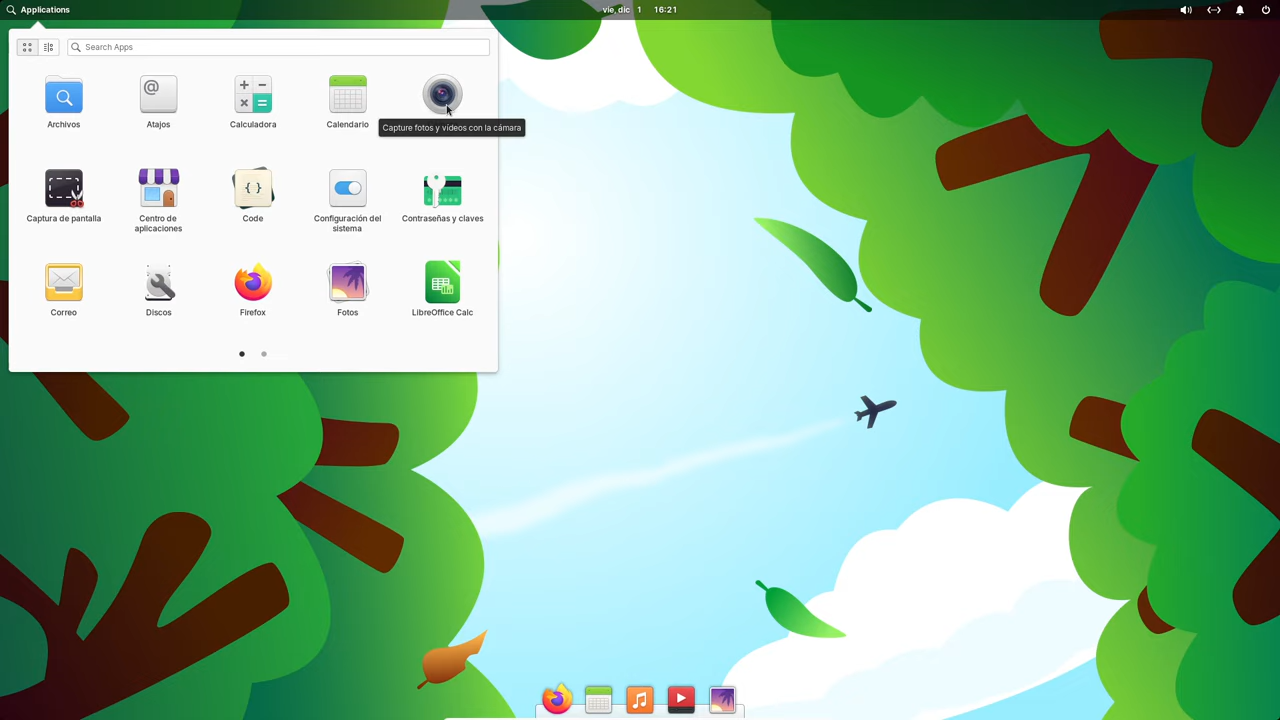 Applications
vie, dic 1 16:21
Search Apps
Archivos
Atajos
Calculadora
Calendario
Capture fotos y vídeos con la cámara
Captura de pantalla
Centro de
aplicaciones
Code
Configuración del
sistema
Contraseñas y claves
Correo
Discos
Firefox
Fotos
LibreOffice Calc